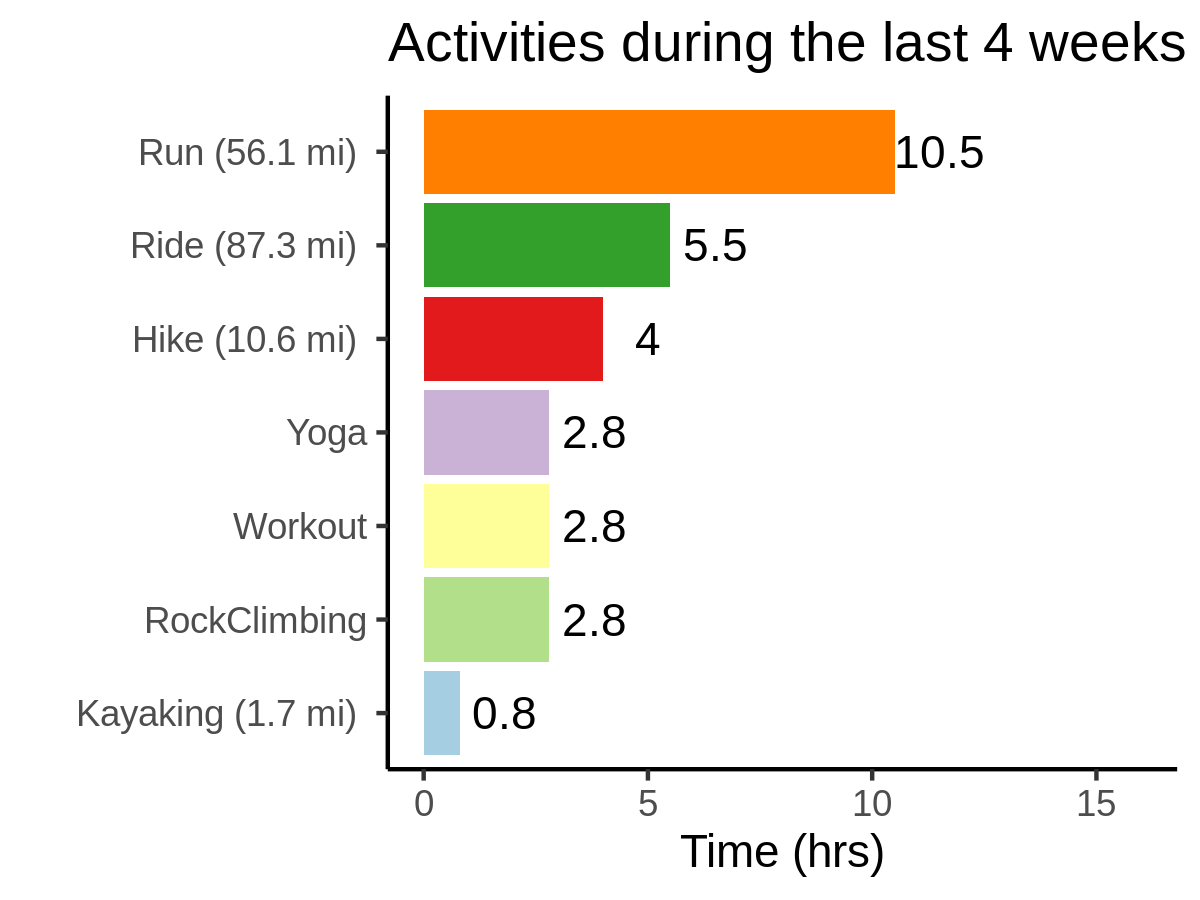 Activities during the last 4 weeks
Run (56.1 mi) 10.5
Ride (87.3 mi) 5.5
Hike (10.6 mi) 4
Yoga 2.8
Workout 2.8
RockClimbing 2.8
Kayaking (1.7 mi) 0.8
0 5 10 15
Time (hrs)